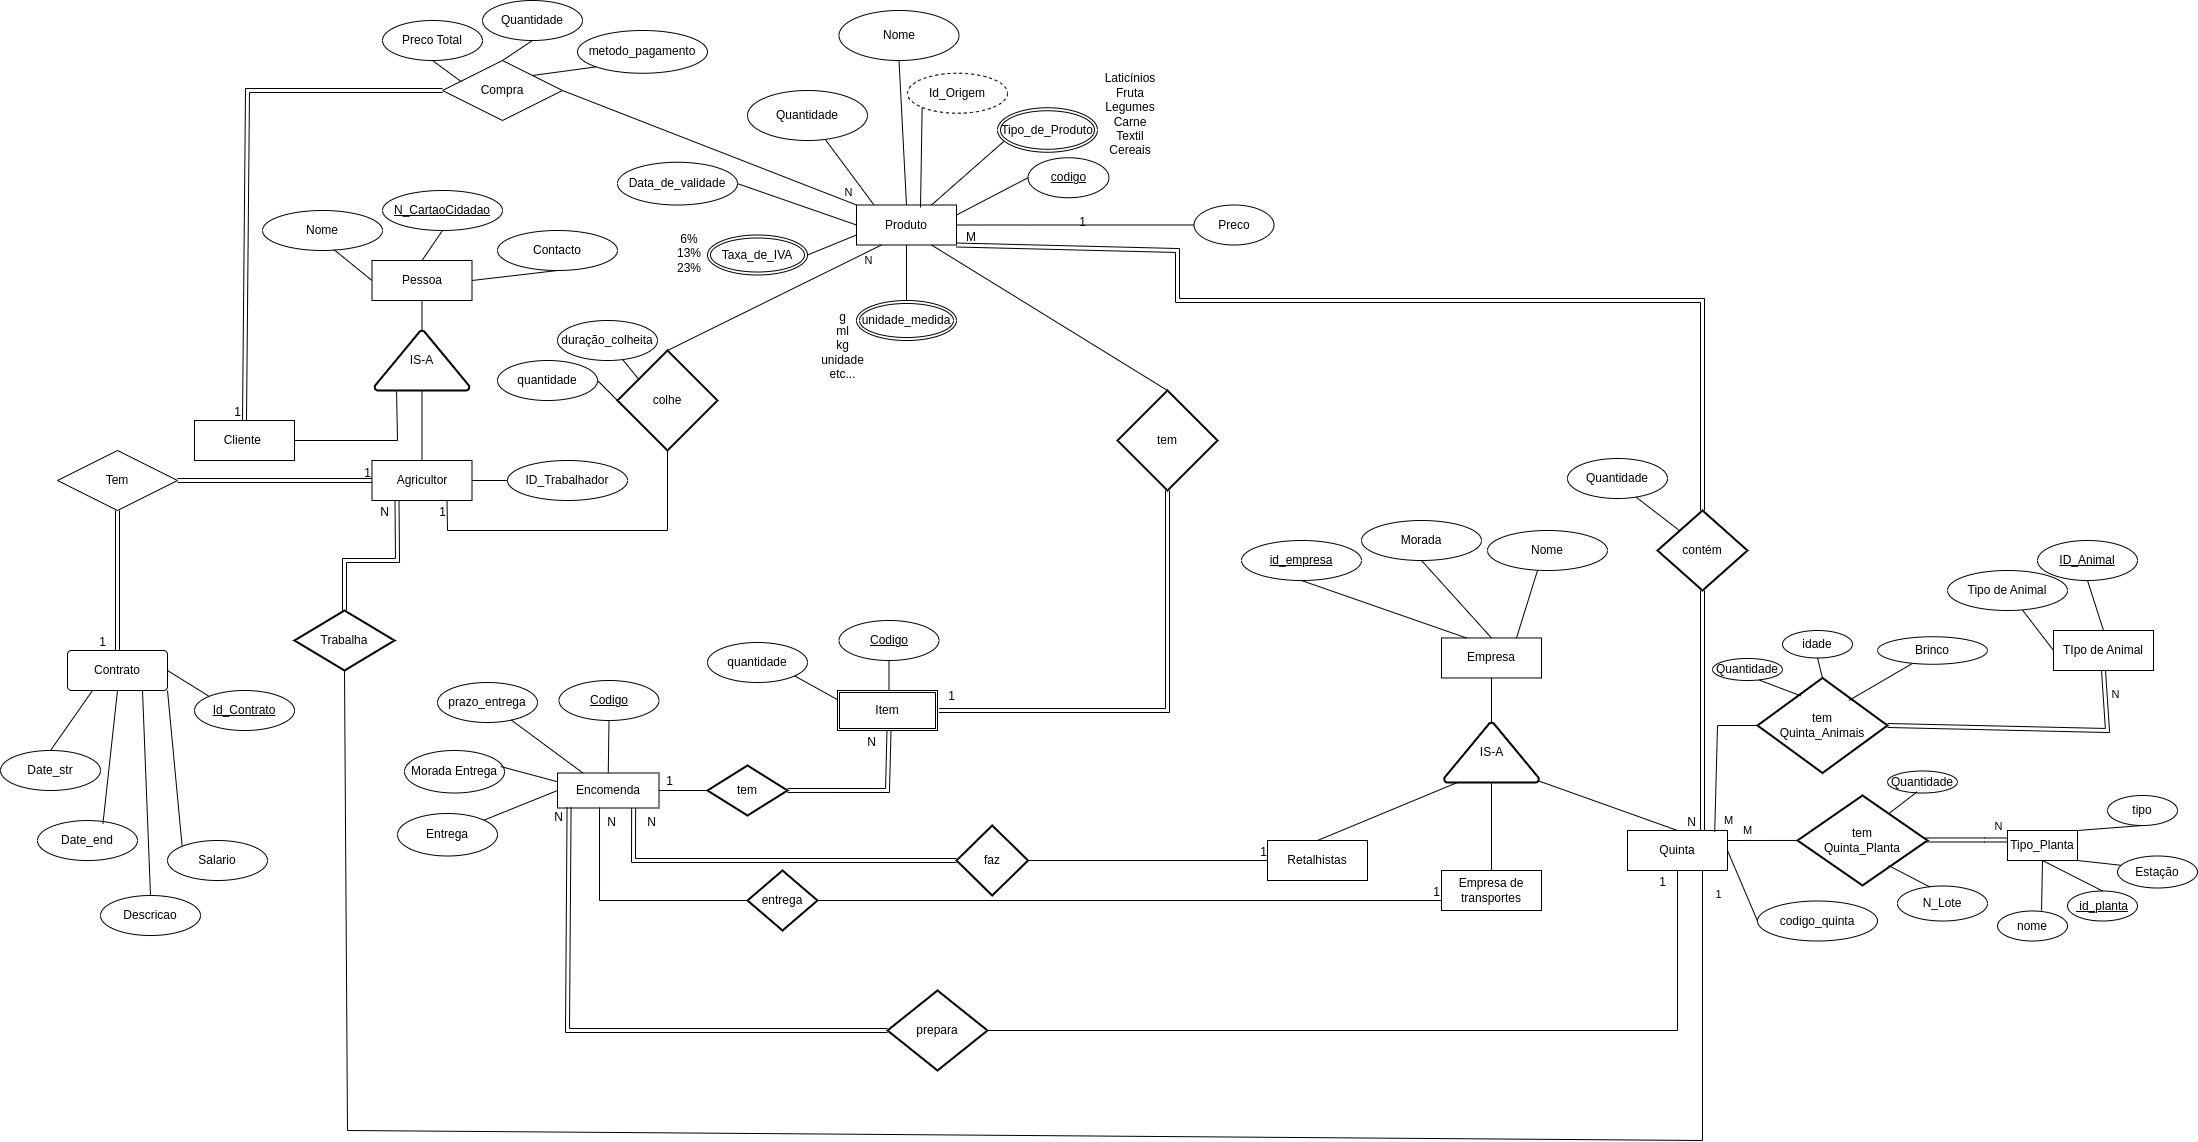 Quantidade
Preco Total
metodo_pagamento
Compra
Nome
Id_Origem
Quantidade
Tipo_de_Produto
Laticínios
Fruta
Legumes
Carne
Textil
Cereais
codigo
Data_de_validade
N
Produto
1
Preco
M
Taxa_de_IVA
6%
13%
23%
N
unidade_medida
g
ml
kg
unidade
etc...
N_CartaoCidadao
Nome
Contacto
Pessoa
IS-A
duração_colheita
quantidade
colhe
1
Cliente
Tem
1
Agricultor
ID_Trabalhador
N
1
tem
Quantidade
contém
id_empresa
Morada
Nome
Empresa
IS-A
ID_Animal
Tipo de Animal
TIpo de Animal
N
idade
Quantidade
Brinco
tem
Quinta_Animais
Trabalha
1
Contrato
Id_Contrato
Date_str
Date_end
Salario
Descricao
quantidade
Codigo
Item
1
N
prazo_entrega
Codigo
Morada Entrega
Entrega
Encomenda
1
tem
N
N
N
faz
1
Retalhistas
entrega
1
Empresa de
transportes
N
M
M
Quinta
1
1
codigo_quinta
Quantidade
tem
Quinta_Planta
N_Lote
N
Tipo_Planta
tipo
Estação
id_planta
nome
prepara